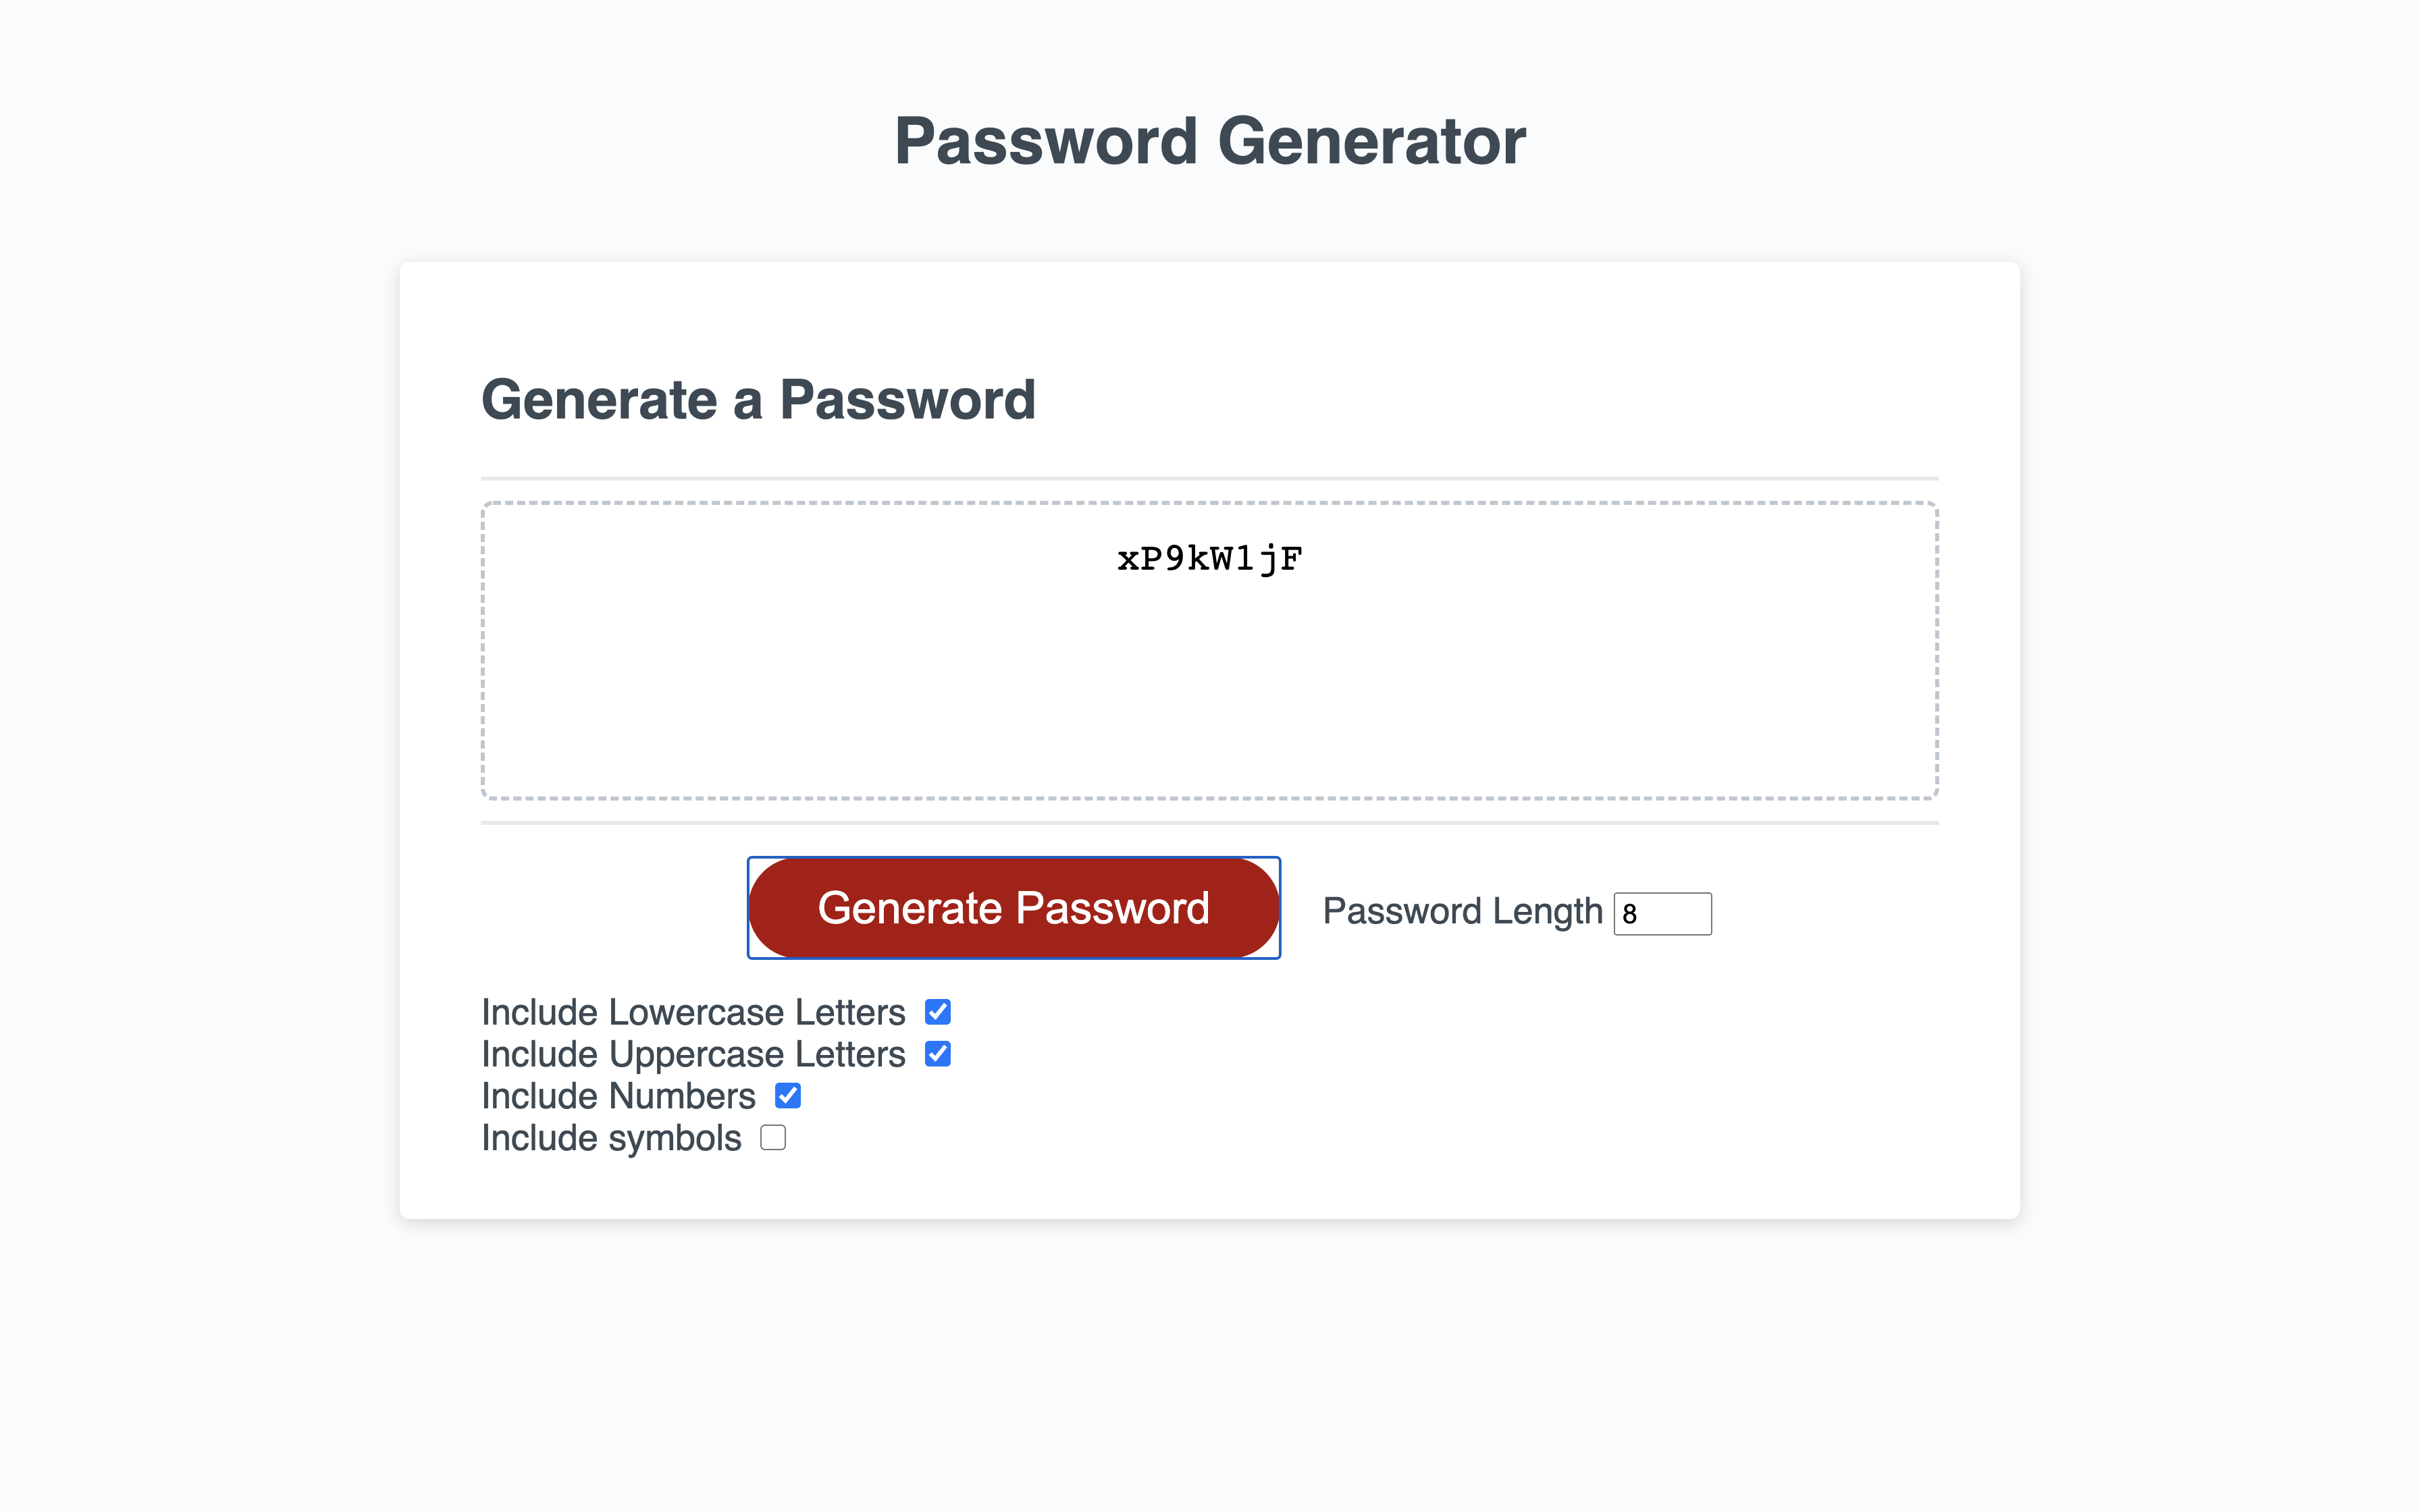 Password Generator
Generate a Password
xP9kW1jF
Generate Password
Password Length 8
Include Lowercase Letters
Include Uppercase Letters
Include Numbers
Include symbols